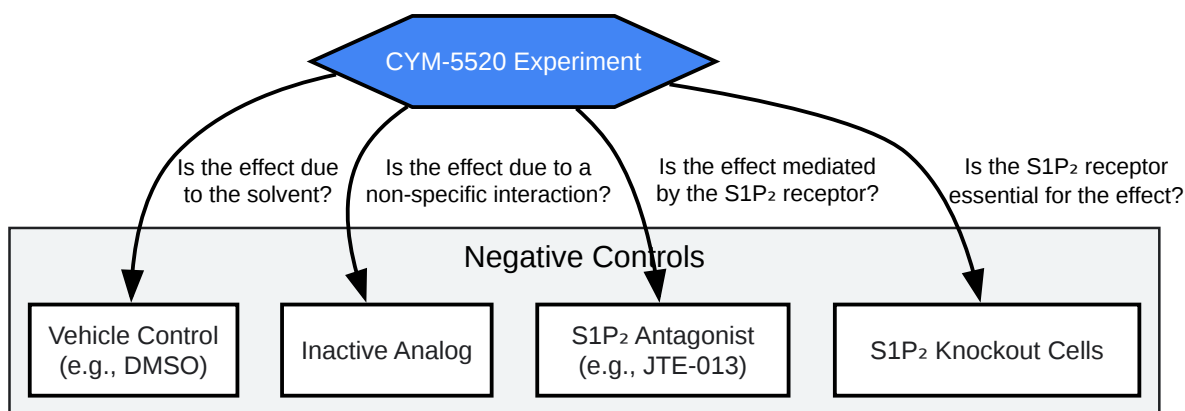 CYM-5520 Experiment
Is the effect due
to the solvent?
Is the effect due to a
non-specific interaction?
Is the effect mediated
by the S1P₂ receptor?
Is the S1P₂ receptor
essential for the effect?
Negative Controls
Vehicle Control
(e.g., DMSO)
Inactive Analog
S1P₂ Antagonist
(e.g., JTE-013)
S1P₂ Knockout Cells